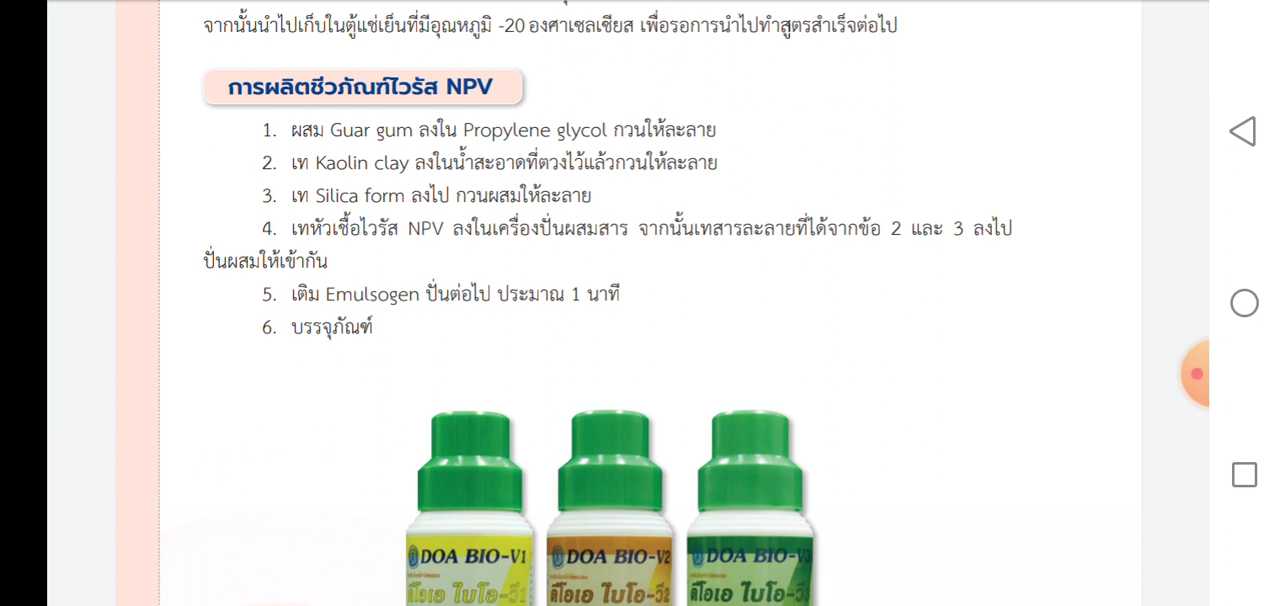 จากนั้นนำไปเก็บในตู้แช่เย็นที่มีอุณหภูมิ -20 องศาเซลเซียส เพื่อรอการนำไปทำสูตรสำเร็จต่อไป
การผลิตชีวภัณฑ์ไวรัส NPV
1. ผสม Guar gum ลงใน Propylene glycol กวนให้ละลาย
2. เท Kaolin clay ลงในน้ำสะอาดที่ตวงไว้แล้วกวนให้ละลาย
3. เท Silica form ลงไป กวนผสมให้ละลาย
4. เทหัวเชื้อไวรัส NPV ลงในเครื่องปั่นผสมสาร จากนั้นเทสารละลายที่ได้จากข้อ 2 และ 3 ลงไป
ปั่นผสมให้เข้ากัน
5. เติม Emulsogen ปั่นต่อไป ประมาณ 1 นาที
6. บรรจุภัณฑ์
DOA BIO-V1 DOA BIO-V2 DOA BIO-V3
ดีโอเอ ไบโอ-วี1 ดีโอเอ ไบโอ-วี2 ดีโอเอ ไบโอ-วี3